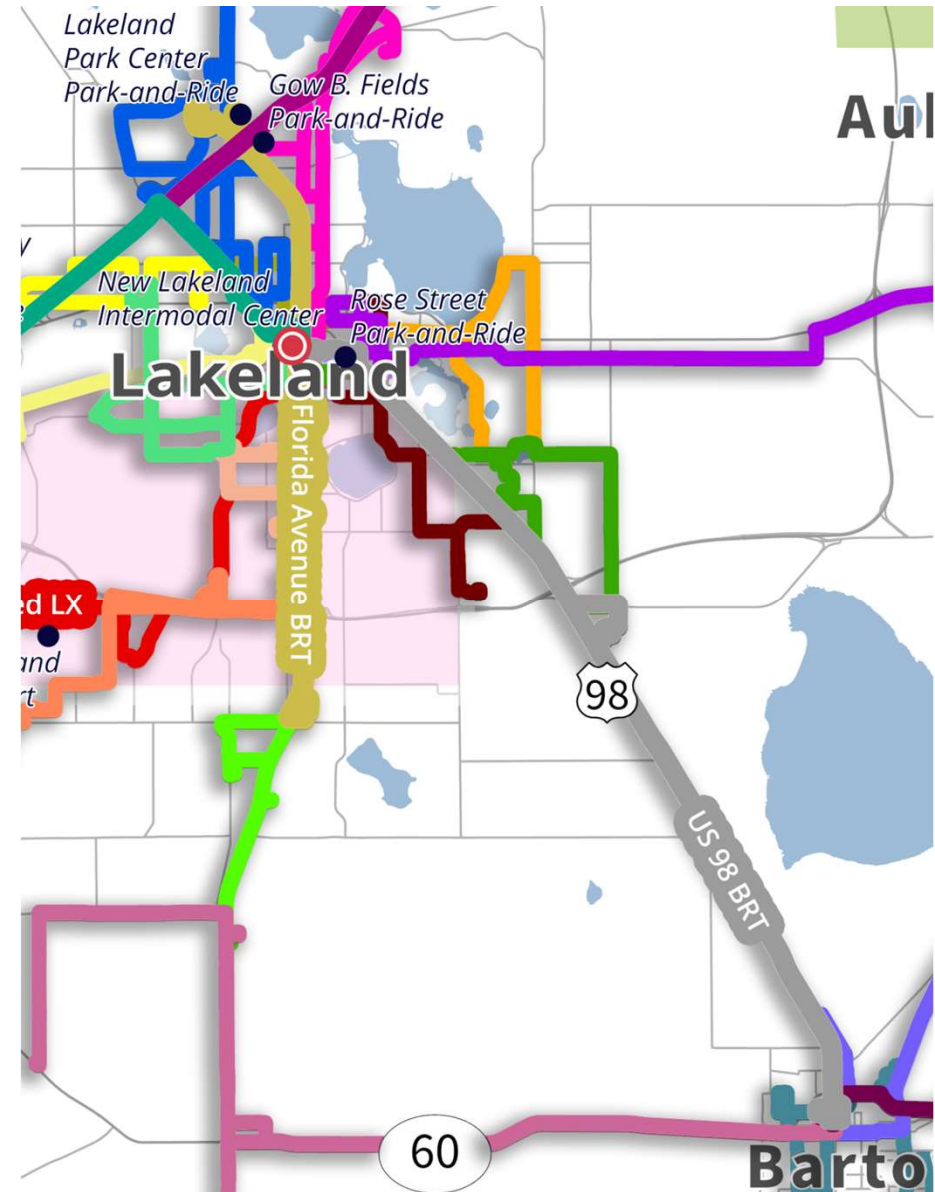 Lakeland
Park Center
Park-and-Ride
Gow B. Fields
Park-and-Ride
Aul
y
New Lakeland
Intermodal Center
Rose Street
Park-and-Ride
Lakeland
Florida Avenue BRT
ed LX
and
rt
98
US 98 BRT
60
Barto